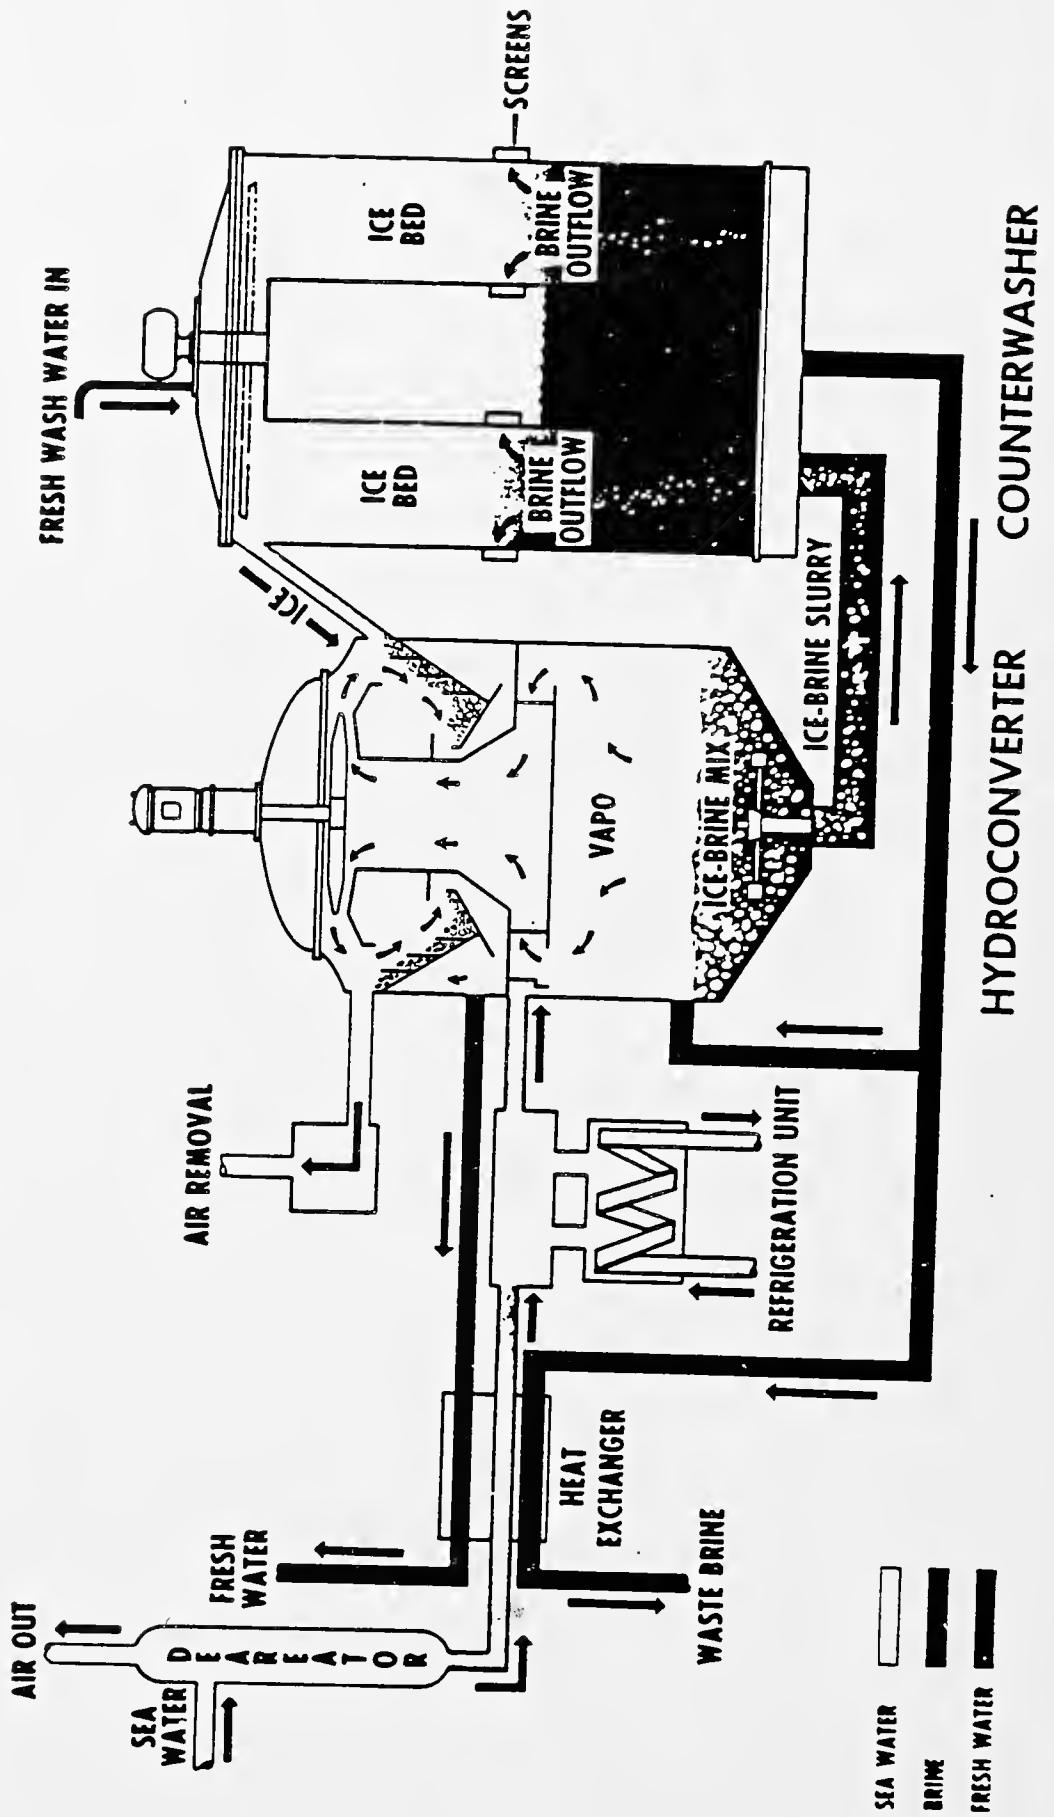 AIR OUT
SEA
WATER
DEAREATOR
FRESH
WATER
AIR REMOVAL
FRESH WASH WATER IN
ICE
ICE
BED
ICE
BED
SCREENS
BRINE
OUTFLOW
BRINE
OUTFLOW
VAPO
ICE-BRINE MIX
ICE-BRINE SLURRY
HEAT
EXCHANGER
WASTE BRINE
REFRIGERATION UNIT
HYDROCONVERTER
COUNTERWASHER
SEA WATER
BRINE
FRESH WATER